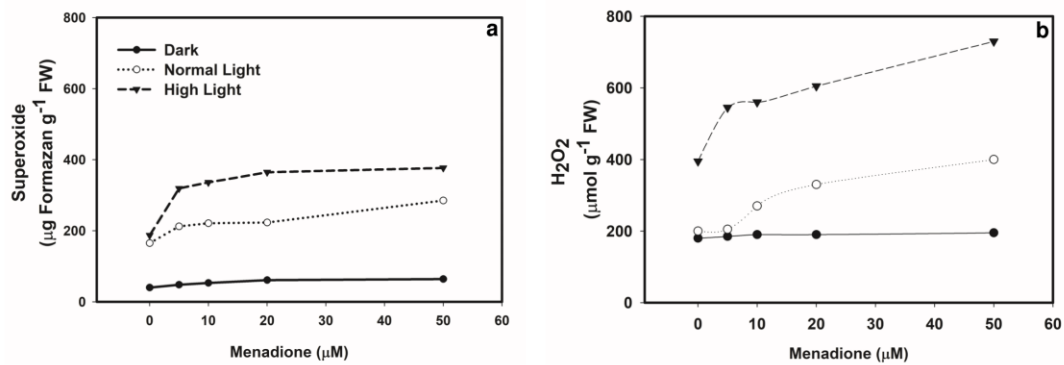 a
800
600
400
200
0
Superoxide
(μg Formazan g-1 FW)
Dark
Normal Light
High Light
0 10 20 30 40 50 60
Menadione (μM)
b
800
600
400
200
0
H2O2
(μmol g-1 FW)
0 10 20 30 40 50 60
Menadione (μM)